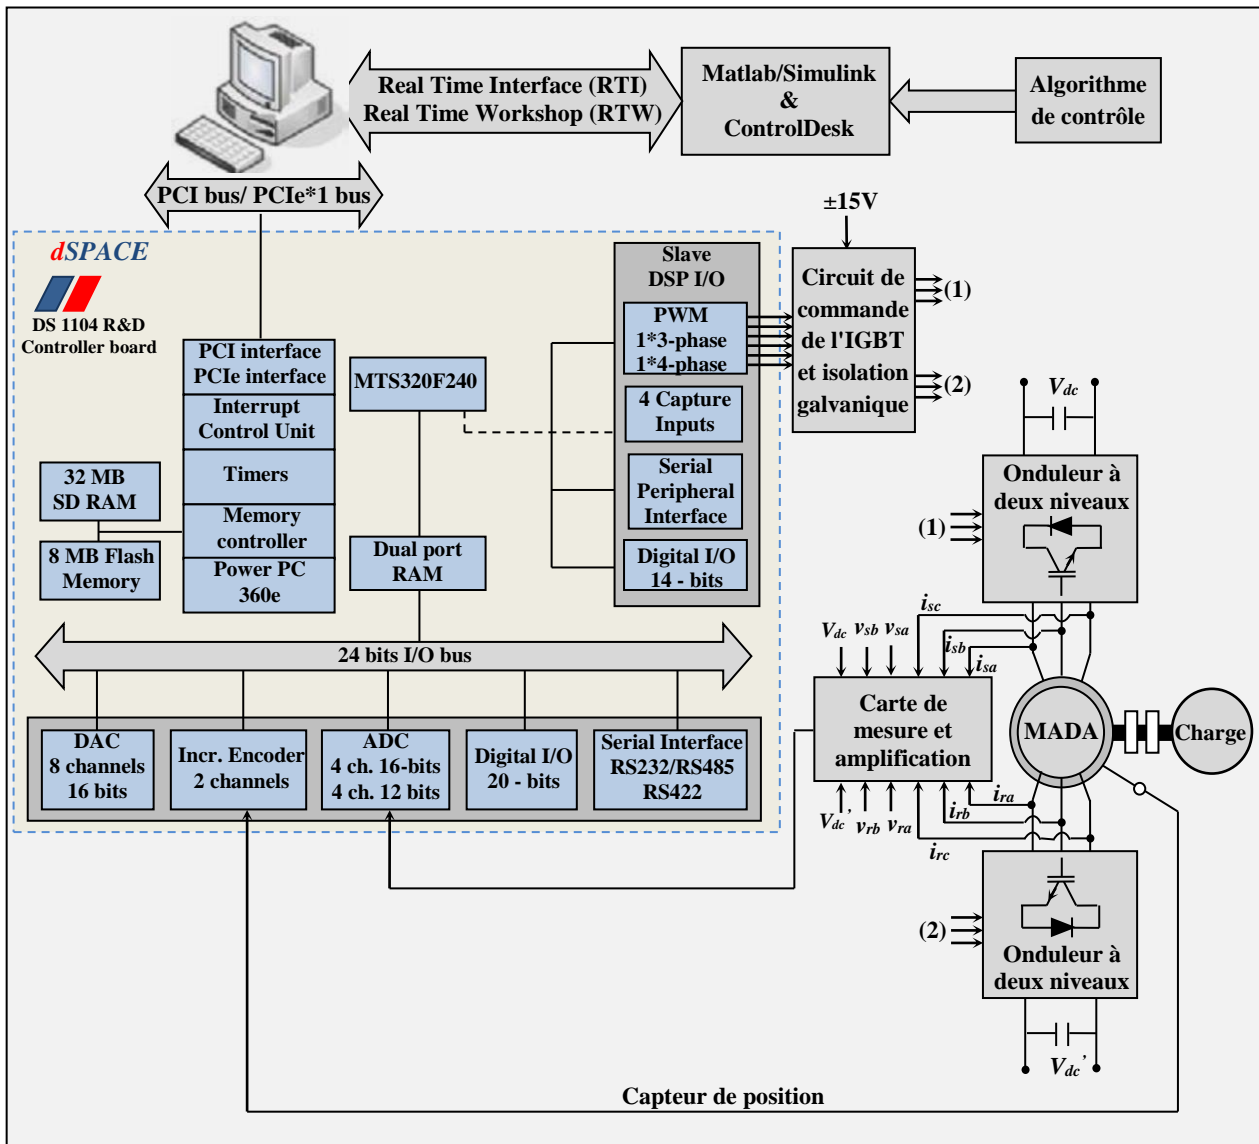 Real Time Interface (RTI)
Real Time Workshop (RTW)
Matlab/Simulink
&
ControlDesk
Algorithme
de contrôle
PCI bus/ PCIe*1 bus
±15V
dSPACE
DS 1104 R&D
Controller board
Slave
DSP I/O
PWM
1*3-phase
1*4-phase
4 Capture
Inputs
Serial
Peripheral
Interface
Digital I/O
14 - bits
Circuit de
commande
de l'IGBT
et isolation
galvanique
(1)
(2)
PCI interface
PCIe interface
Interrupt
Control Unit
Timers
Memory
controller
Power PC
360e
MTS320F240
32 MB
SD RAM
8 MB Flash
Memory
Dual port
RAM
24 bits I/O bus
DAC
8 channels
16 bits
Incr. Encoder
2 channels
ADC
4 ch. 16-bits
4 ch. 12 bits
Digital I/O
20 - bits
Serial Interface
RS232/RS485
RS422
Vdc
Onduleur à
deux niveaux
(1)
isc
isb
isa
Vdc vsb vsa
Carte de
mesure et
amplification
MADA
Charge
Vdc' vrb vra
ira
irb
irc
(2)
Onduleur à
deux niveaux
Vdc'
Capteur de position